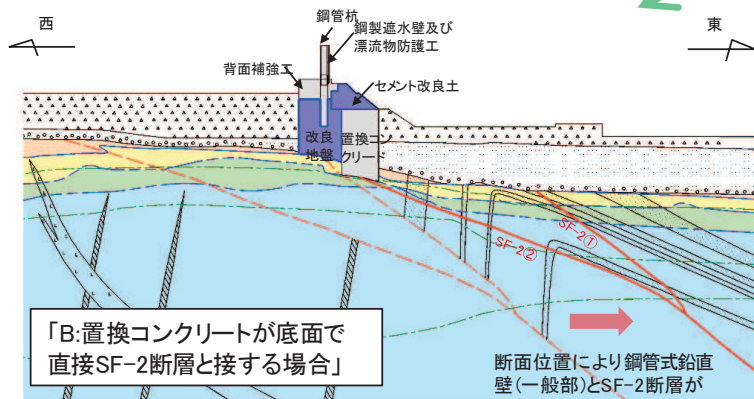 西
東
鋼管杭
鋼製遮水壁及び
漂流物防護工
背面補強工
セメント改良土
改良
地盤
置換コン
クリート
SF-2①
SF-2②
「B:置換コンクリートが底面で
直接SF-2断層と接する場合」
断面位置により鋼管式鉛直
壁(一般部)とSF-2断層が